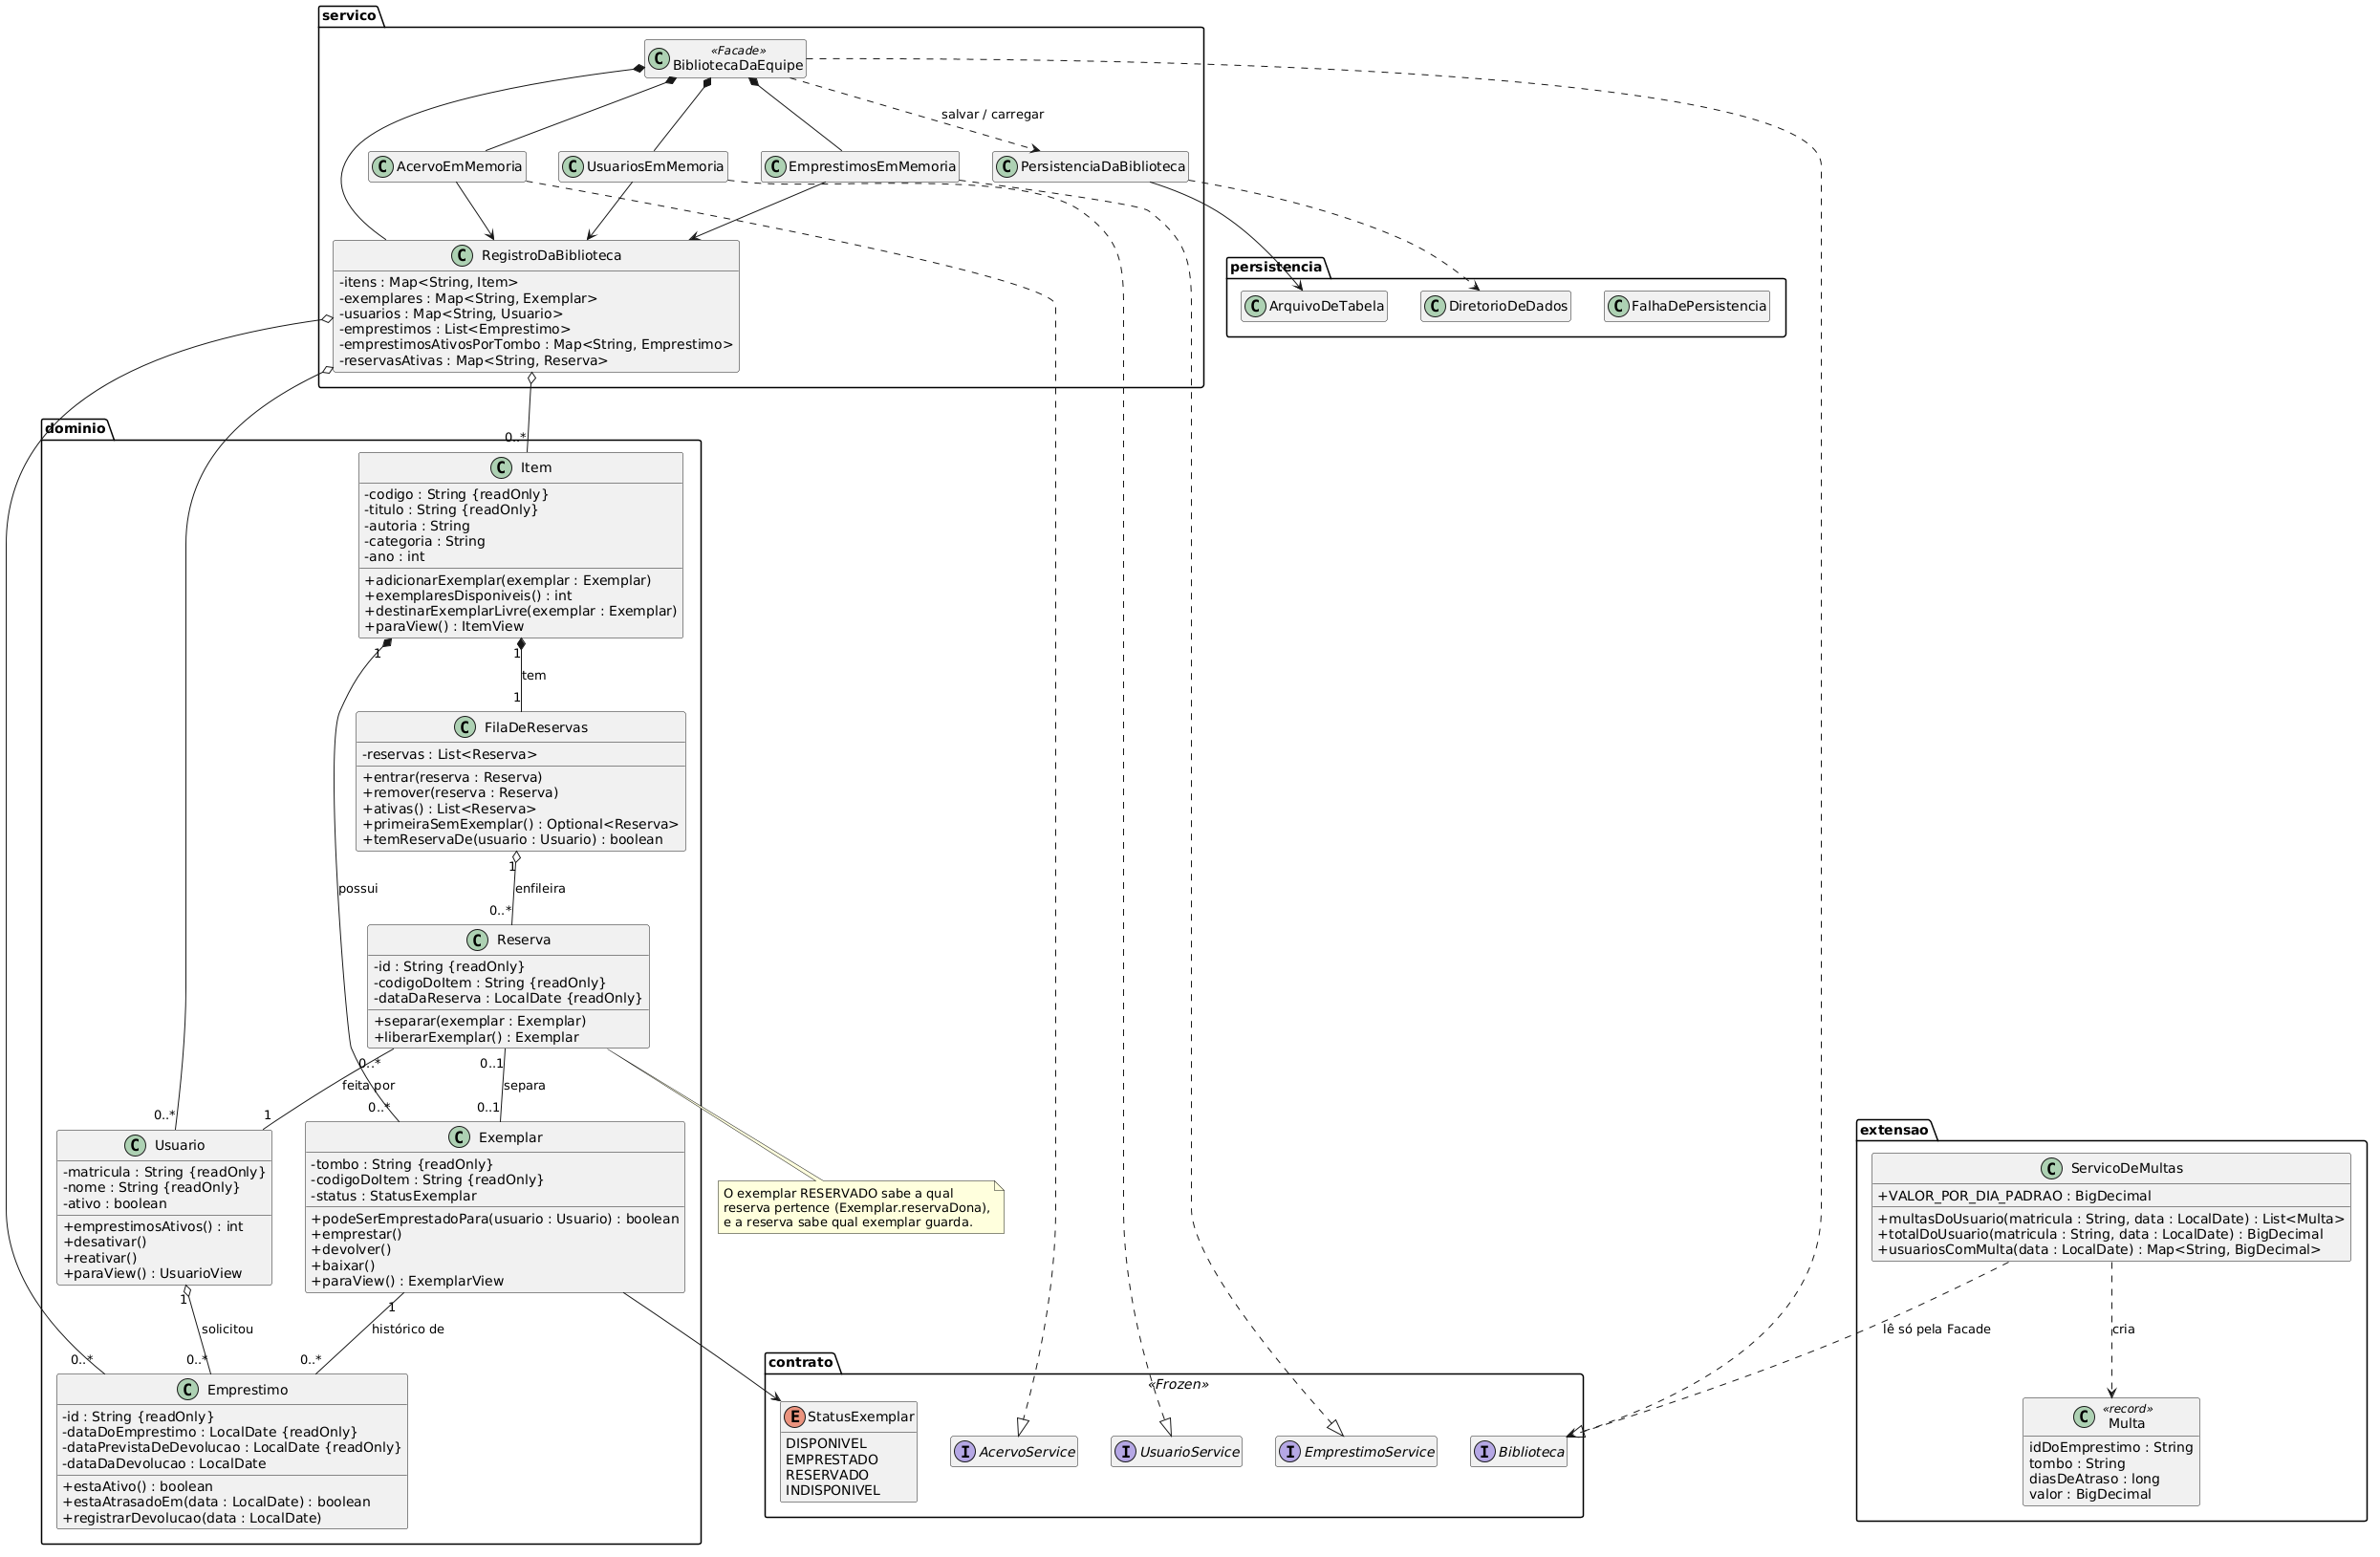 servico
C «Facade»
BibliotecaDaEquipe
salvar / carregar
C AcervoEmMemoria
C UsuariosEmMemoria
C EmprestimosEmMemoria
C PersistenciaDaBiblioteca
C RegistroDaBiblioteca
-itens : Map<String, Item>
-exemplares : Map<String, Exemplar>
-usuarios : Map<String, Usuario>
-emprestimos : List<Emprestimo>
-emprestimosAtivosPorTombo : Map<String, Emprestimo>
-reservasAtivas : Map<String, Reserva>
persistencia
C ArquivoDeTabela
C DiretorioDeDados
C FalhaDePersistencia
dominio
0..*
C Item
-codigo : String {readOnly}
-titulo : String {readOnly}
-autoria : String
-categoria : String
-ano : int
+adicionarExemplar(exemplar : Exemplar)
+exemplaresDisponiveis() : int
+destinarExemplarLivre(exemplar : Exemplar)
+paraView() : ItemView
1
1
tem
1
C FilaDeReservas
-reservas : List<Reserva>
+entrar(reserva : Reserva)
+remover(reserva : Reserva)
+ativas() : List<Reserva>
+primeiraSemExemplar() : Optional<Reserva>
+temReservaDe(usuario : Usuario) : boolean
1
possui
enfileira
0..*
C Reserva
-id : String {readOnly}
-codigoDoItem : String {readOnly}
-dataDaReserva : LocalDate {readOnly}
+separar(exemplar : Exemplar)
+liberarExemplar() : Exemplar
0..*
0..1
feita por
separa
0..*
1
0..*
0..1
C Usuario
-matricula : String {readOnly}
-nome : String {readOnly}
-ativo : boolean
+emprestimosAtivos() : int
+desativar()
+reativar()
+paraView() : UsuarioView
C Exemplar
-tombo : String {readOnly}
-codigoDoItem : String {readOnly}
-status : StatusExemplar
+podeSerEmprestadoPara(usuario : Usuario) : boolean
+emprestar()
+devolver()
+baixar()
+paraView() : ExemplarView
O exemplar RESERVADO sabe a qual
reserva pertence (Exemplar.reservaDona),
e a reserva sabe qual exemplar guarda.
extensao
C ServicoDeMultas
+VALOR_POR_DIA_PADRAO : BigDecimal
+multasDoUsuario(matricula : String, data : LocalDate) : List<Multa>
+totalDoUsuario(matricula : String, data : LocalDate) : BigDecimal
+usuariosComMulta(data : LocalDate) : Map<String, BigDecimal>
1
1
solicitou
histórico de
lê só pela Facade
cria
0..*
0..*
0..*
C Emprestimo
-id : String {readOnly}
-dataDoEmprestimo : LocalDate {readOnly}
-dataPrevistaDeDevolucao : LocalDate {readOnly}
-dataDaDevolucao : LocalDate
+estaAtivo() : boolean
+estaAtrasadoEm(data : LocalDate) : boolean
+registrarDevolucao(data : LocalDate)
contrato
«Frozen»
E StatusExemplar
DISPONIVEL
EMPRESTADO
RESERVADO
INDISPONIVEL
I AcervoService
I UsuarioService
I EmprestimoService
I Biblioteca
C «record»
Multa
idDoEmprestimo : String
tombo : String
diasDeAtraso : long
valor : BigDecimal